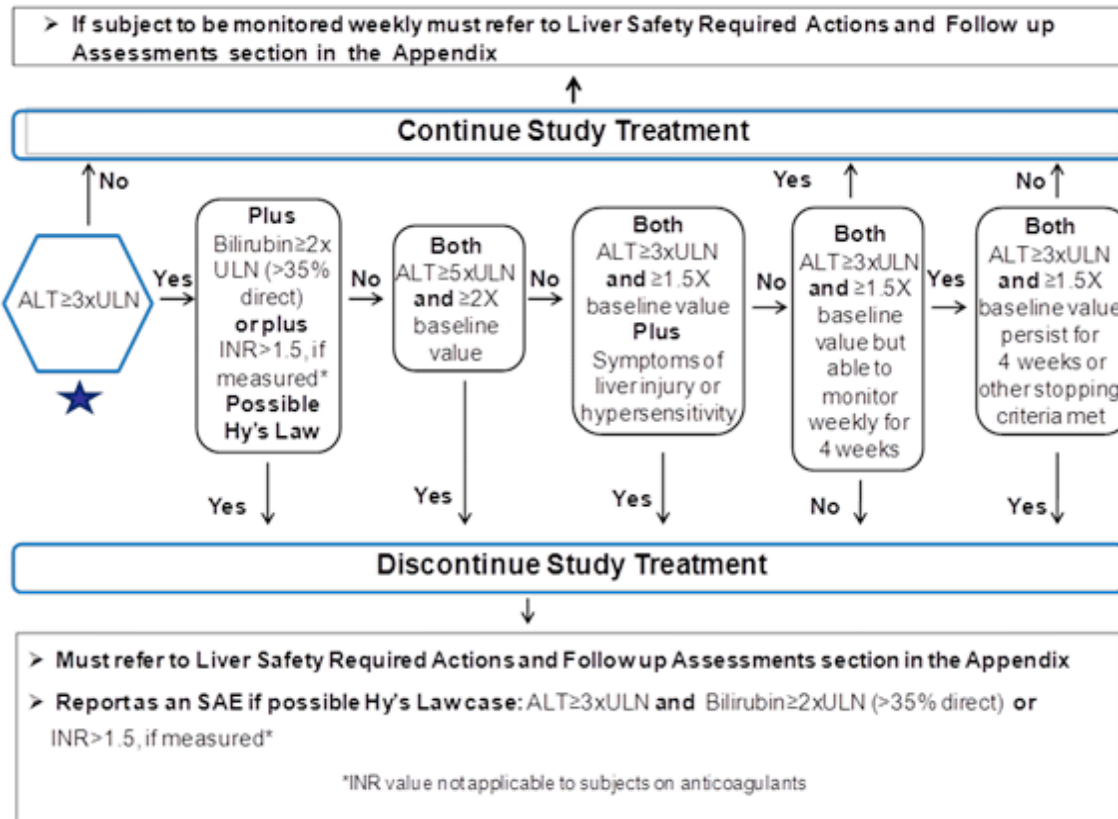 ➢ If subject to be monitored weekly must refer to Liver Safety Required Actions and Follow up
Assessments section in the Appendix
Continue Study Treatment
No
Yes
No
ALT≥3xULN
Yes
Plus
Bilirubin≥2x
ULN (>35%
direct)
or plus
INR>1.5, if
measured*
Possible
Hy's Law
No
Both
ALT≥5xULN
and ≥2X
baseline
value
No
Both
ALT≥3xULN
and ≥1.5X
baseline value
Plus
Symptoms of
liver injury or
hypersensitivity
No
Both
ALT≥3xULN
and ≥1.5X
baseline
value but
able to
monitor
weekly for
4 weeks
Yes
Both
ALT≥3xULN
and ≥1.5X
baseline value
persist for
4 weeks or
other stopping
criteria met
Yes
Yes
Yes
No
Yes
Discontinue Study Treatment
➢ Must refer to Liver Safety Required Actions and Follow up Assessments section in the Appendix
➢ Report as an SAE if possible Hy's Law case: ALT≥3xULN and Bilirubin≥2xULN (>35% direct) or
INR>1.5, if measured*
*INR value not applicable to subjects on anticoagulants